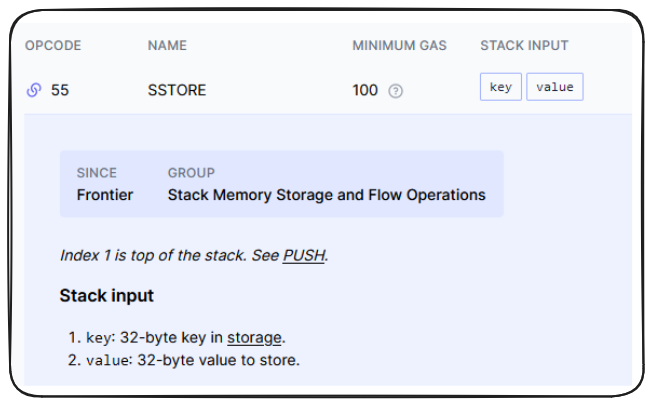 OPCODE NAME MINIMUM GAS STACK INPUT
55 SSTORE 100 ? key value
SINCE GROUP
Frontier Stack Memory Storage and Flow Operations
Index 1 is top of the stack. See PUSH.
Stack input
1. key: 32-byte key in storage.
2. value: 32-byte value to store.